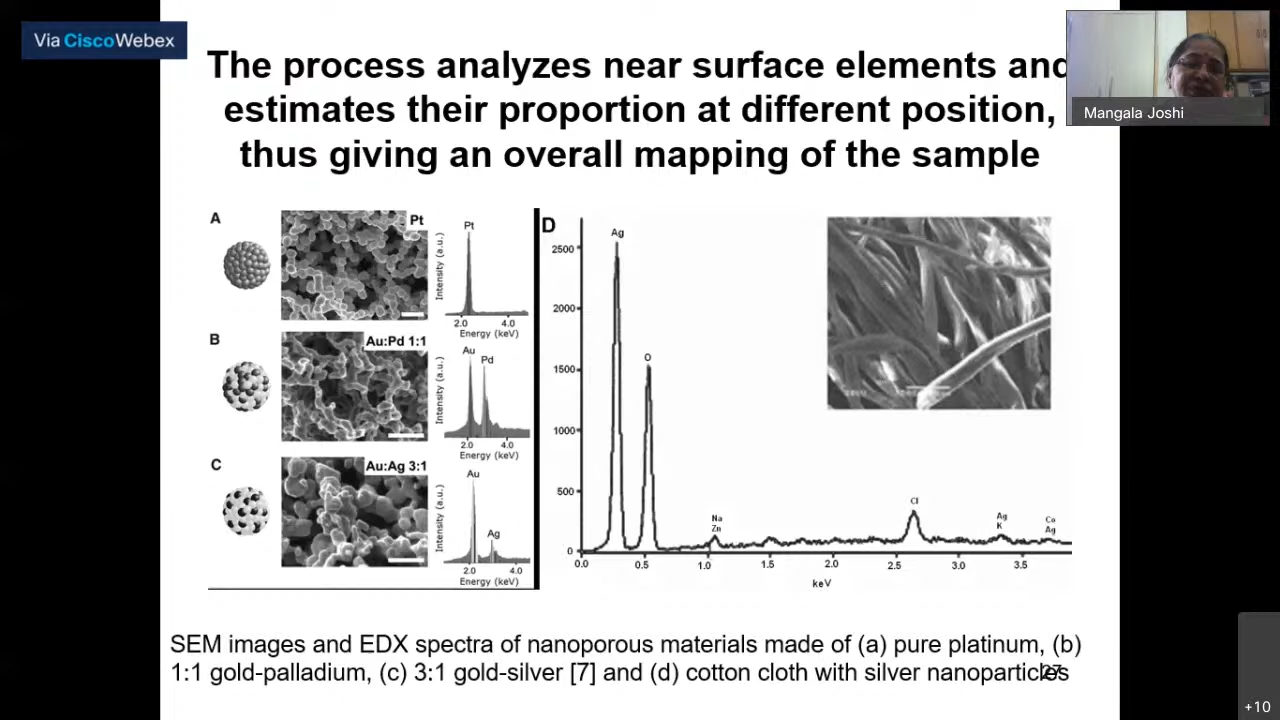 Via CiscoWebex
Mangala Joshi
The process analyzes near surface elements and
estimates their proportion at different position,
thus giving an overall mapping of the sample
A
Pt
Intensity (a.u.)
Pt
2.0 4.0
Energy (keV)
B
Au:Pd 1:1
Intensity (a.u.)
Au
Pd
2.0 4.0
Energy (keV)
C
Au:Ag 3:1
Intensity (a.u.)
Au
Ag
2.0 4.0
Energy (keV)
D
Ag
O
Na
Zn
Cl
Ag
K
Co
Ag
2500
2000
1500
1000
500
0
0.0 0.5 1.0 1.5 2.0 2.5 3.0 3.5
keV
SEM images and EDX spectra of nanoporous materials made of (a) pure platinum, (b)
1:1 gold-palladium, (c) 3:1 gold-silver [7] and (d) cotton cloth with silver nanoparticles
27
+10